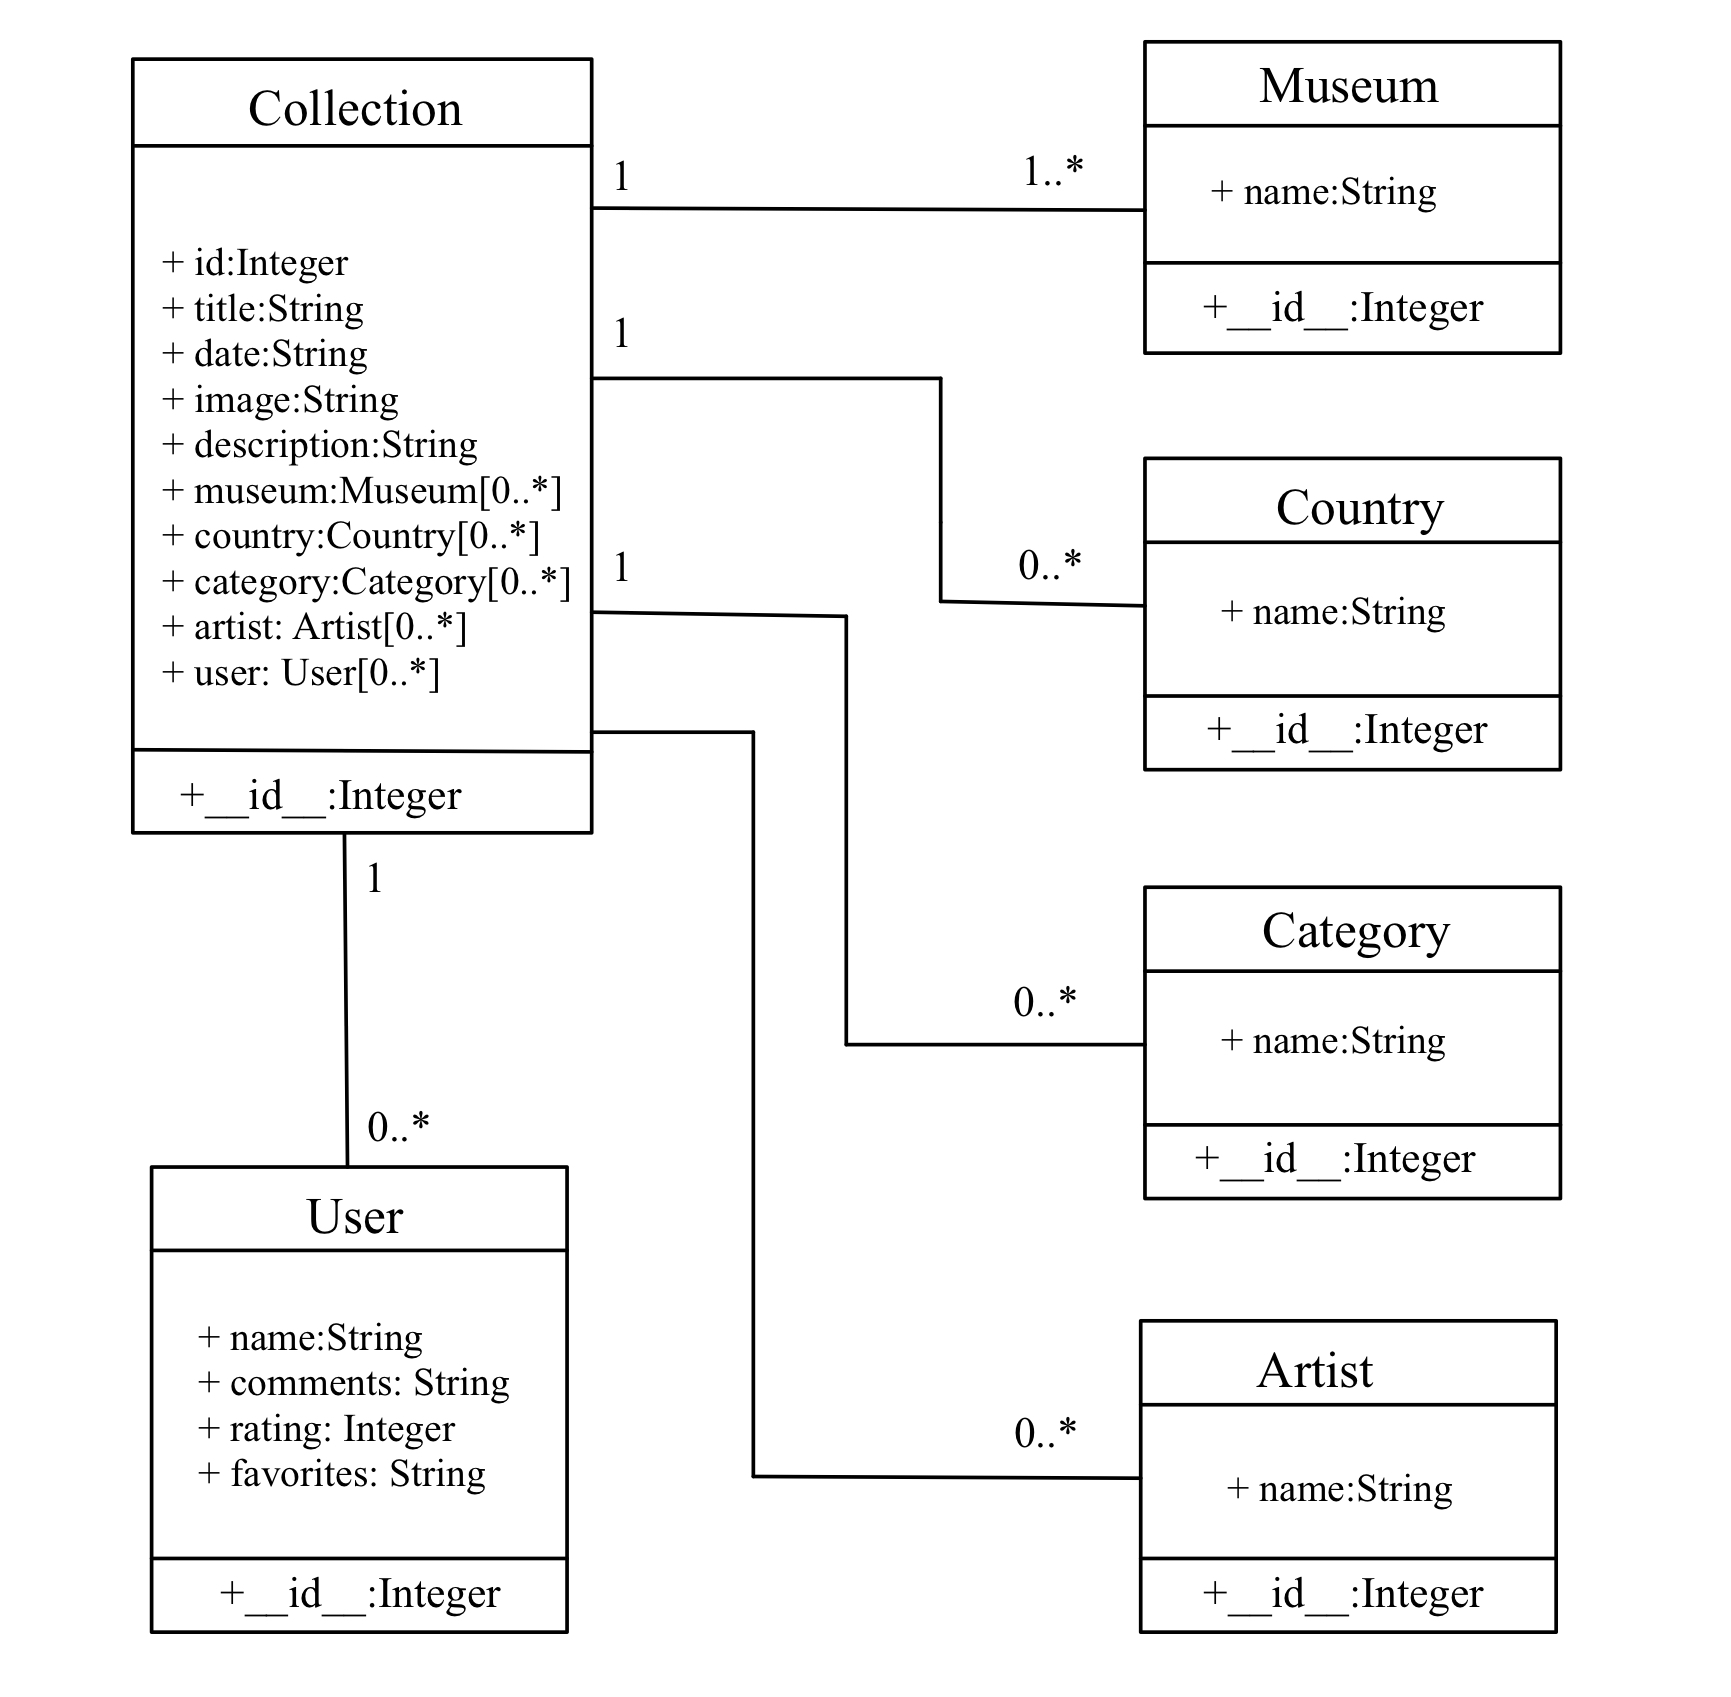 Collection
+ id:Integer
+ title:String
+ date:String
+ image:String
+ description:String
+ museum:Museum[0..*]
+ country:Country[0..*]
+ category:Category[0..*]
+ artist: Artist[0..*]
+ user: User[0..*]
+__id__:Integer
1
1..*
1
0..*
1
0..*
0..*
1
0..*
Museum
+ name:String
+__id__:Integer
Country
+ name:String
+__id__:Integer
Category
+ name:String
+__id__:Integer
User
+ name:String
+ comments: String
+ rating: Integer
+ favorites: String
+__id__:Integer
Artist
+ name:String
+__id__:Integer